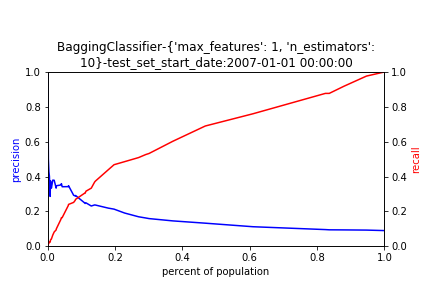 BaggingClassifier-{'max_features': 1, 'n_estimators':
10}-test_set_start_date:2007-01-01 00:00:00
1.0
0.8
0.6
0.4
0.2
0.0
precision
1.0
0.8
0.6
0.4
0.2
0.0
recall
0.0 0.2 0.4 0.6 0.8 1.0
percent of population